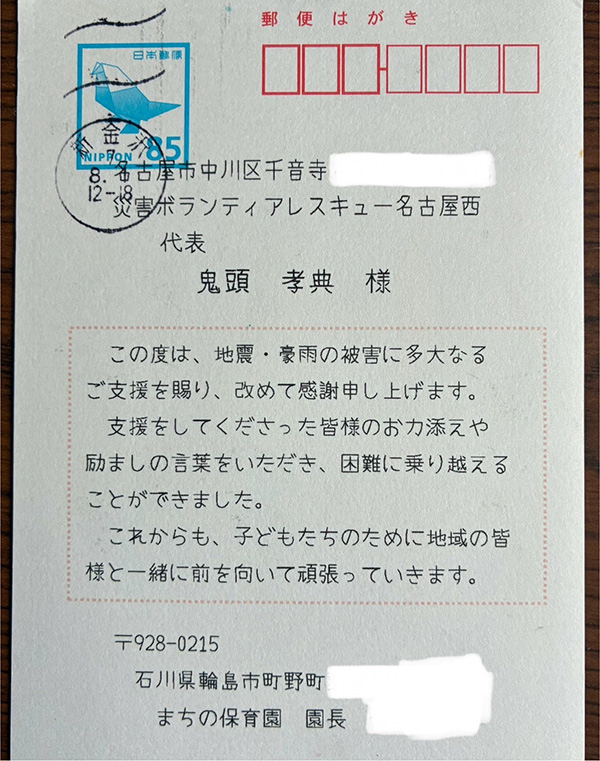 郵便はがき
日本郵便
NIPPON 85
新金沢
8.
12-18
名古屋市中川区千音寺
災害ボランティアレスキュー名古屋西
代表
鬼頭 孝典 様
この度は、地震・豪雨の被害に多大なる
ご支援を賜り、改めて感謝申し上げます。
支援をしてくださった皆様のお力添えや
励ましの言葉をいただき、困難に乗り越える
ことができました。
これからも、子どもたちのために地域の皆
様と一緒に前を向いて頑張っていきます。
〒928-0215
石川県輪島市町野町
まちの保育園 園長